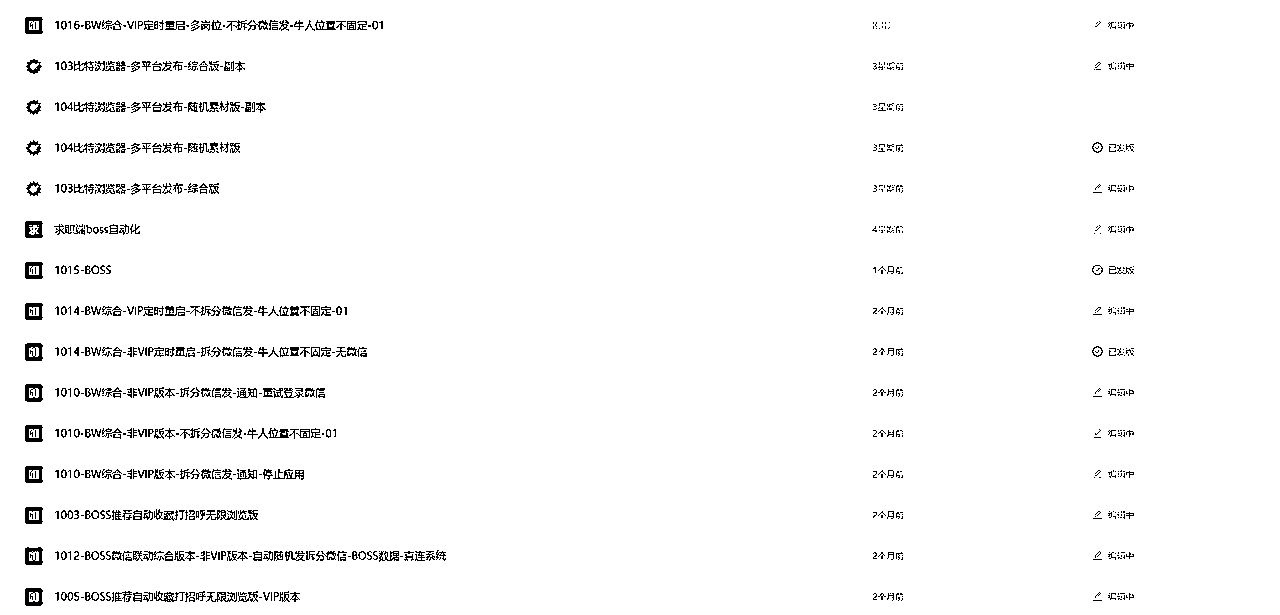 1016-BW综合-VIP定时重启-多岗位-不拆分微信发-牛人位置不固定-01 编辑中
103比特浏览器-多平台发布-综合版-副本 3星期前 编辑中
104比特浏览器-多平台发布-随机素材版-副本 3星期前
104比特浏览器-多平台发布-随机素材版 3星期前 已发版
103比特浏览器-多平台发布-综合版 3星期前 编辑中
求职端boss自动化 4星期前 编辑中
1015-BOSS 1个月前 已发版
1014-BW综合-VIP定时重启-不拆分微信发-牛人位置不固定-01 2个月前 编辑中
1014-BW综合-非VIP定时重启-拆分微信发-牛人位置不固定-无微信 2个月前 已发版
1010-BW综合-非VIP版本-拆分微信发-通知-重试登录微信 2个月前 编辑中
1010-BW综合-非VIP版本-不拆分微信发-牛人位置不固定-01 2个月前 编辑中
1010-BW综合-非VIP版本-拆分微信发-通知-停止应用 2个月前 编辑中
1003-BOSS推荐自动收藏打招呼无限浏览版 2个月前 编辑中
1012-BOSS微信联动综合版本-非VIP版本-自动随机发拆分微信-BOSS数据-直连系统 2个月前 编辑中
1005-BOSS推荐自动收藏打招呼无限浏览版-VIP版本 2个月前 编辑中